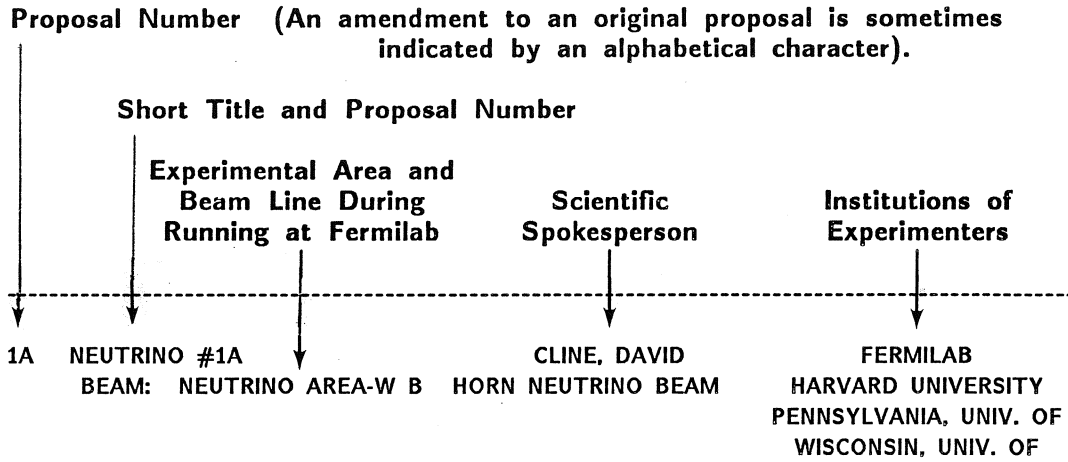 Proposal Number (An amendment to an original proposal is sometimes
indicated by an alphabetical character).
Short Title and Proposal Number
Experimental Area and
Beam Line During
Running at Fermilab
Scientific
Spokesperson
Institutions of
Experimenters
1A NEUTRINO #1A CLINE, DAVID FERMILAB
BEAM: NEUTRINO AREA-W B HORN NEUTRINO BEAM HARVARD UNIVERSITY
PENNSYLVANIA, UNIV. OF
WISCONSIN, UNIV. OF